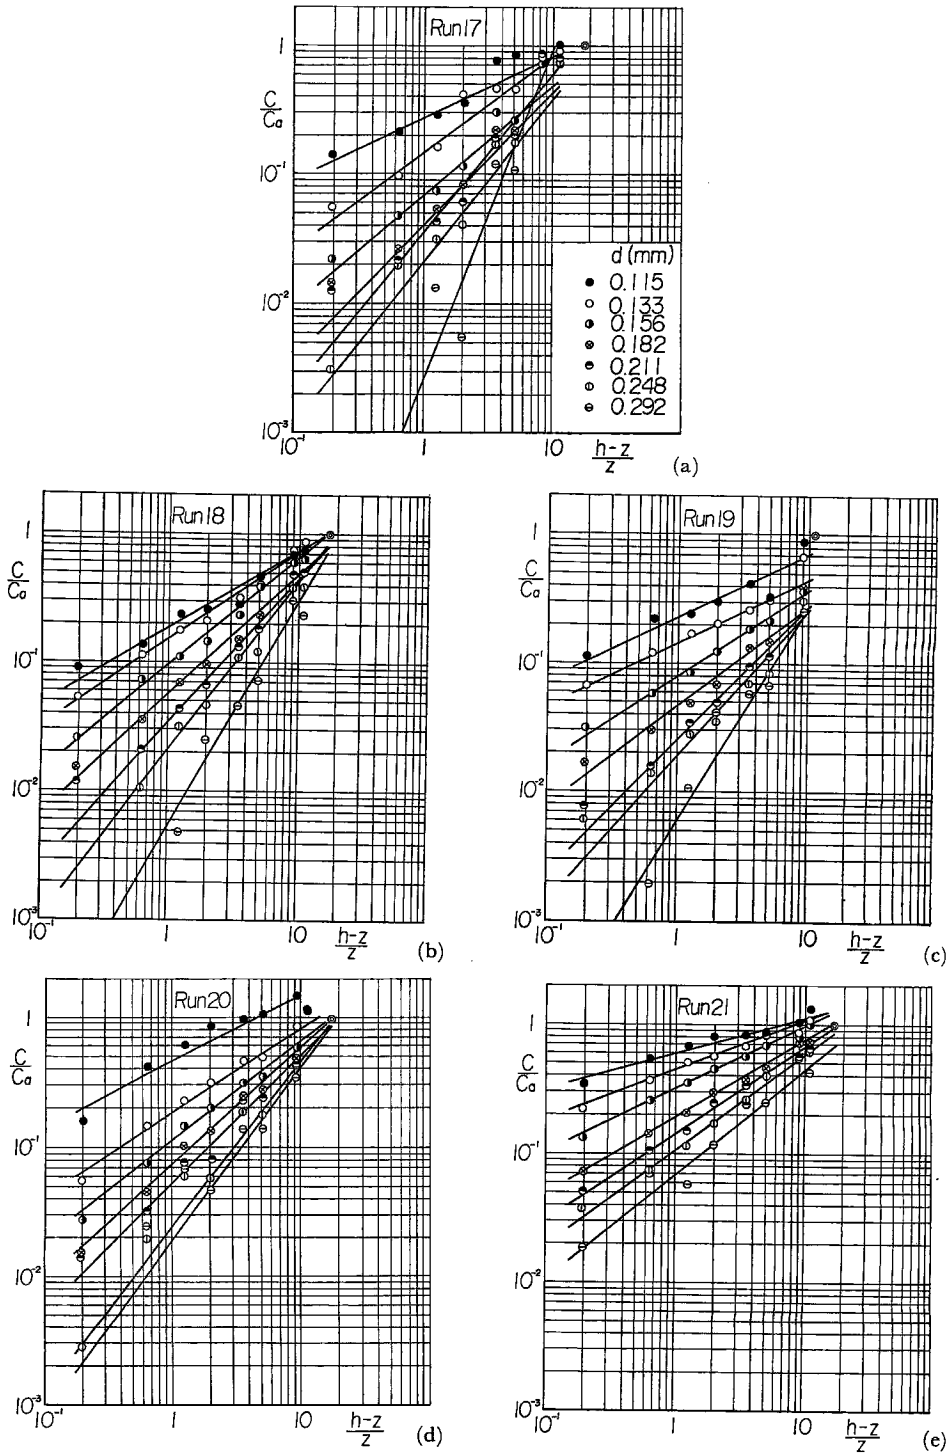 Run17
1
C
Ca
10-1
10-2
10-3
d (mm)
● 0.115
○ 0.133
◑ 0.156
⊗ 0.182
◓ 0.211
⦶ 0.248
⊖ 0.292
10-1 1 10 h-z
z
(a)
Run18
1
C
Ca
10-1
10-2
10-3
10-1 1 10 h-z
z
(b)
Run19
1
C
Ca
10-1
10-2
10-3
10-1 1 10 h-z
z
(c)
Run20
1
C
Ca
10-1
10-2
10-3
10-1 1 10 h-z
z
(d)
Run21
1
C
Ca
10-1
10-2
10-3
10-1 1 10 h-z
z
(e)